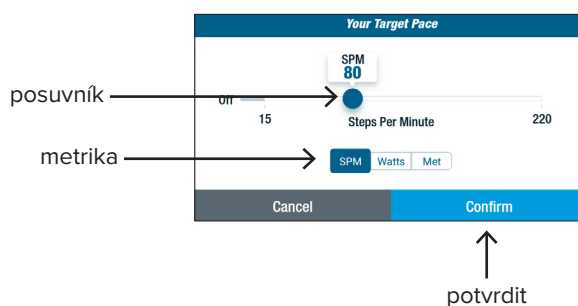 Your Target Pace
SPM
80
posuvník
Off
15
Steps Per Minute
220
metrika
SPM Watts Met
Cancel
Confirm
potvrdit